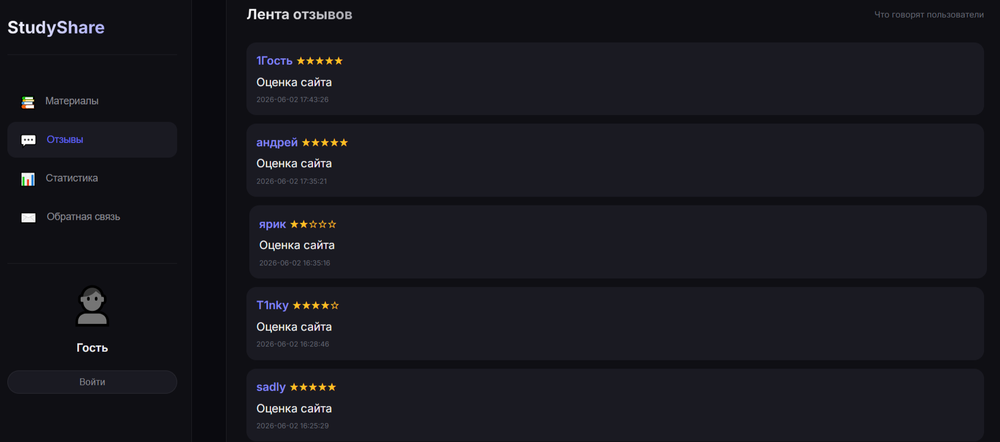 StudyShare
Материалы
Отзывы
Статистика
Обратная связь
Гость
Войти
Лента отзывов
Что говорят пользователи
1Гость ★★★★★
Оценка сайта
2026-06-02 17:43:26
андрей ★★★★★
Оценка сайта
2026-06-02 17:35:21
ярик ★★☆☆☆
Оценка сайта
2026-06-02 16:35:16
T1nky ★★★★☆
Оценка сайта
2026-06-02 16:28:46
sadly ★★★★★
Оценка сайта
2026-06-02 16:25:29